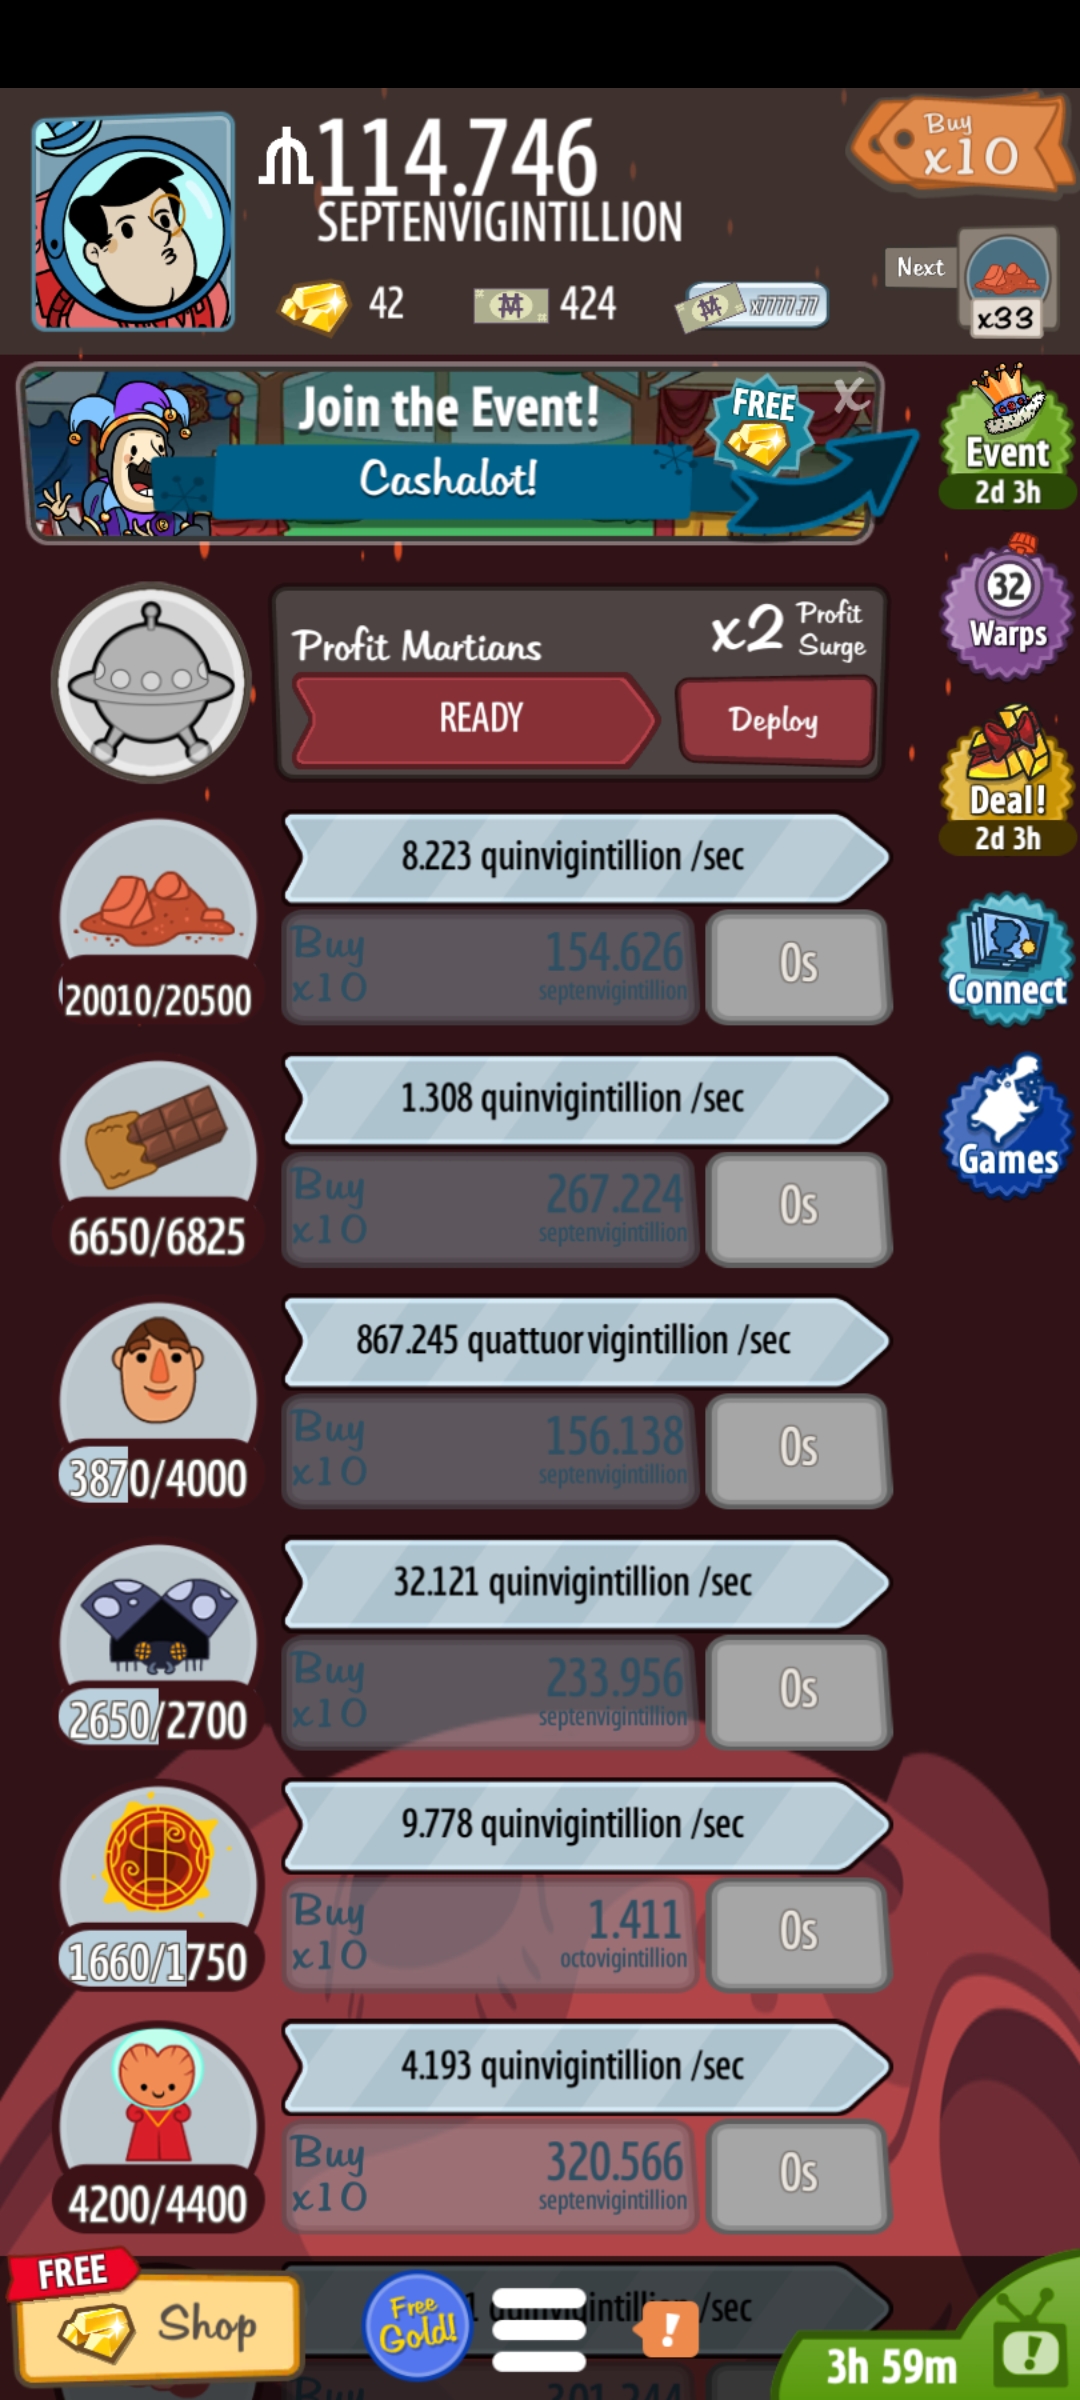 114.746
SEPTENVIGINTILLION
Buy
x10
42
424
x7777.77
Next
x33
Join the Event!
Cashalot!
FREE
X
Event
2d 3h
32
Warps
Profit Martians
x2 Profit
Surge
READY
Deploy
Deal!
2d 3h
8.223 quinvigintillion /sec
Buy
x10
154.626
septenvigintillion
0s
20010/20500
Connect
1.308 quinvigintillion /sec
Buy
x10
267.224
septenvigintillion
0s
6650/6825
Games
867.245 quattuorvigintillion /sec
Buy
x10
156.138
septenvigintillion
0s
3870/4000
32.121 quinvigintillion /sec
Buy
x10
233.956
septenvigintillion
0s
2650/2700
9.778 quinvigintillion /sec
Buy
x10
1.411
octovigintillion
0s
1660/1750
4.193 quinvigintillion /sec
Buy
x10
320.566
septenvigintillion
0s
4200/4400
FREE
Shop
Free
Gold!
/sec
!
3h 59m
!
Buy
301.244